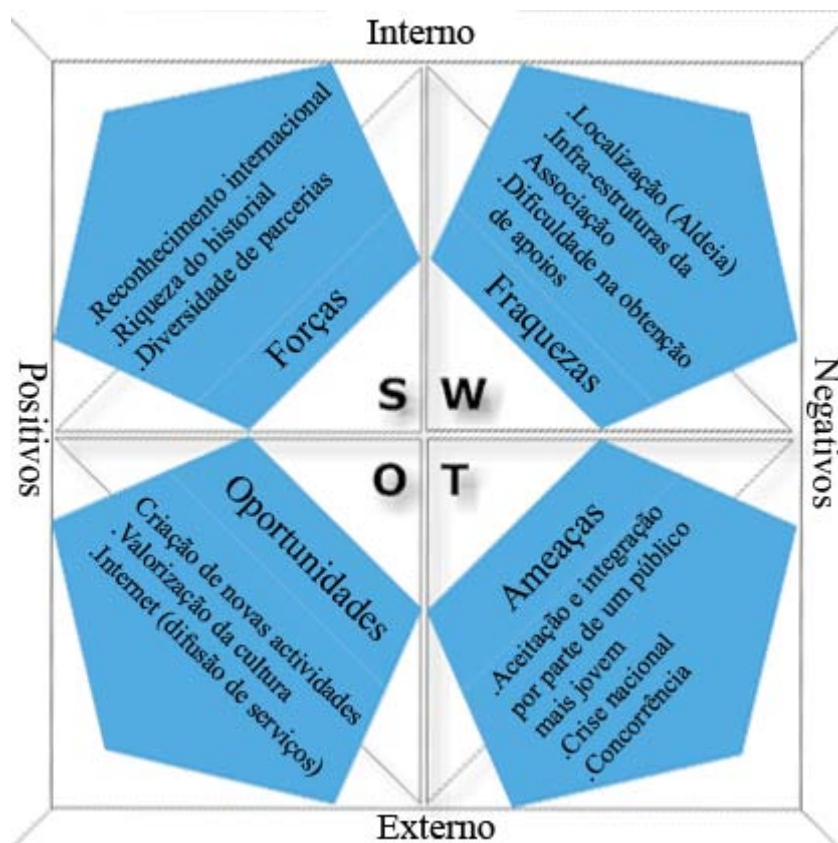 Interno
.Reconhecimento internacional
.Riqueza do historial
.Diversidade de parcerias
Forças
.Localização (Aldeia)
.Infra-estruturas da
Associação
.Dificuldade na obtenção
de apoios
Fraquezas
Positivos
S
W
Negativos
O
T
Oportunidades
Criação de novas actividades
. Valorização da cultura
.Internet (difusão de serviços)
Ameaças
.Aceitação e integração
por parte de um público
mais jovem
.Crise nacional
.Concorrência
Externo